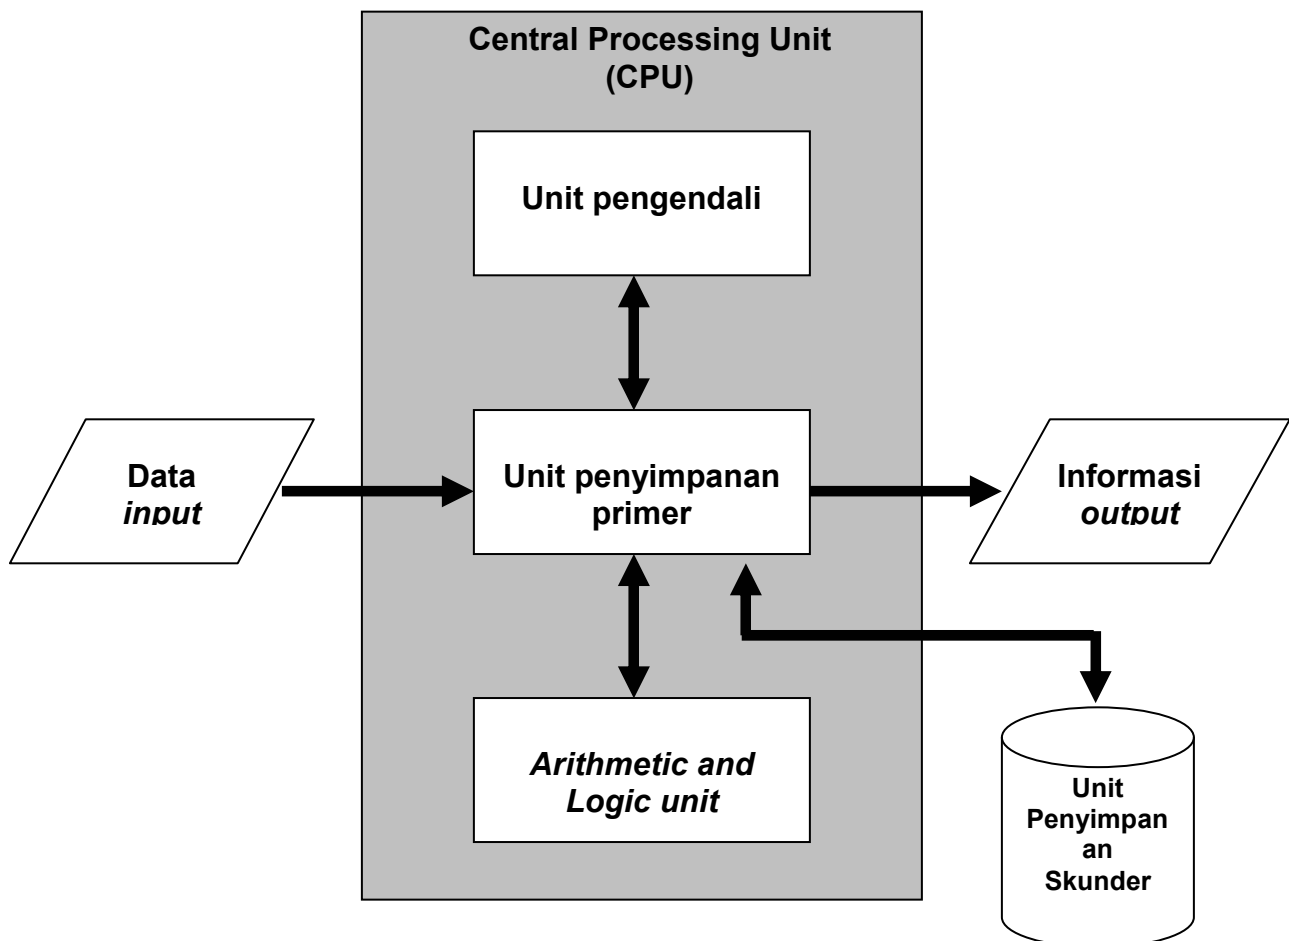 Central Processing Unit
(CPU)
Unit pengendali
Data
input
Unit penyimpanan
primer
Informasi
output
Arithmetic and
Logic unit
Unit
Penyimpan
an
Skunder